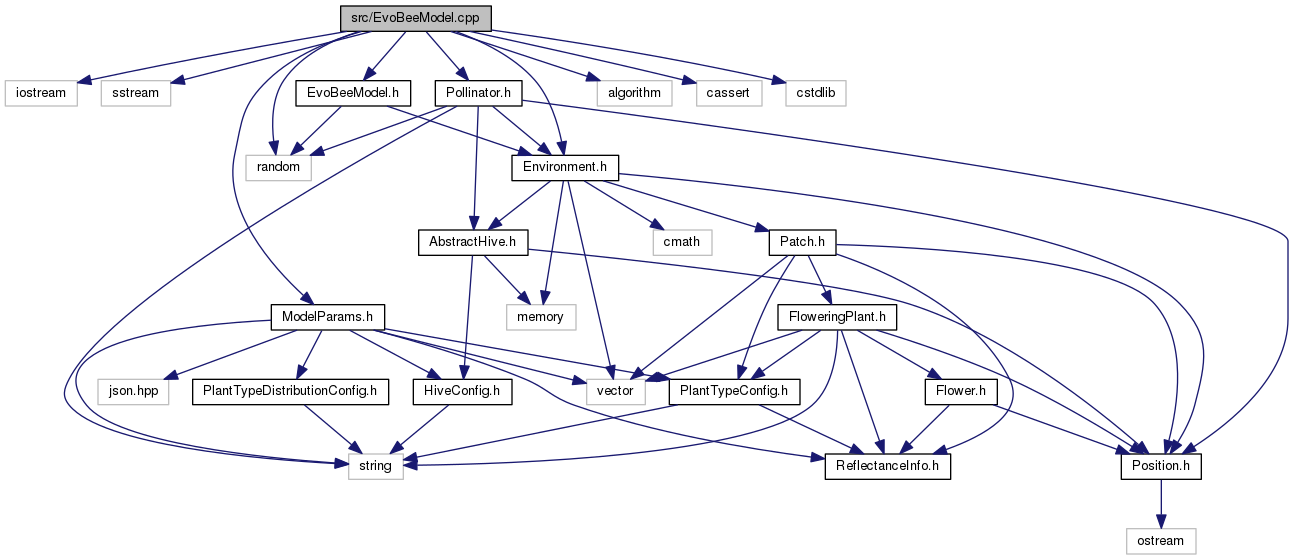 src/EvoBeeModel.cpp
iostream
sstream
EvoBeeModel.h
Pollinator.h
algorithm
cassert
cstdlib
random
Environment.h
AbstractHive.h
cmath
Patch.h
ModelParams.h
memory
FloweringPlant.h
json.hpp
PlantTypeDistributionConfig.h
HiveConfig.h
vector
PlantTypeConfig.h
Flower.h
string
ReflectanceInfo.h
Position.h
ostream